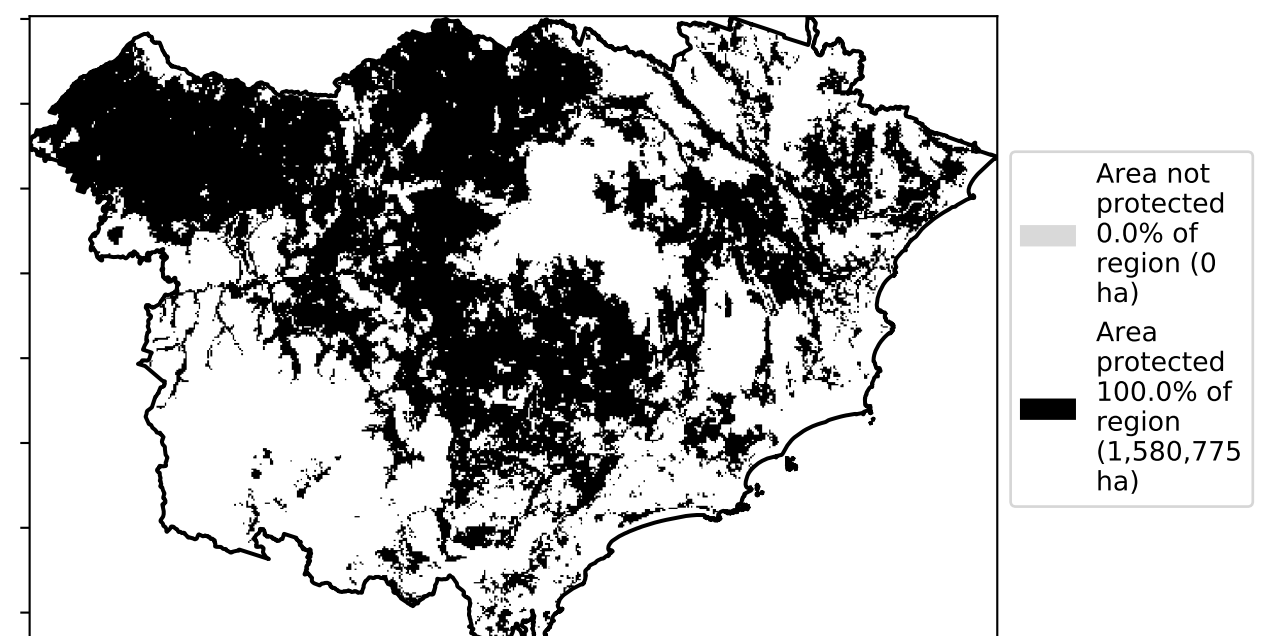 Area not
protected
0.0% of
region (0
ha)
Area
protected
100.0% of
region
(1,580,775
ha)